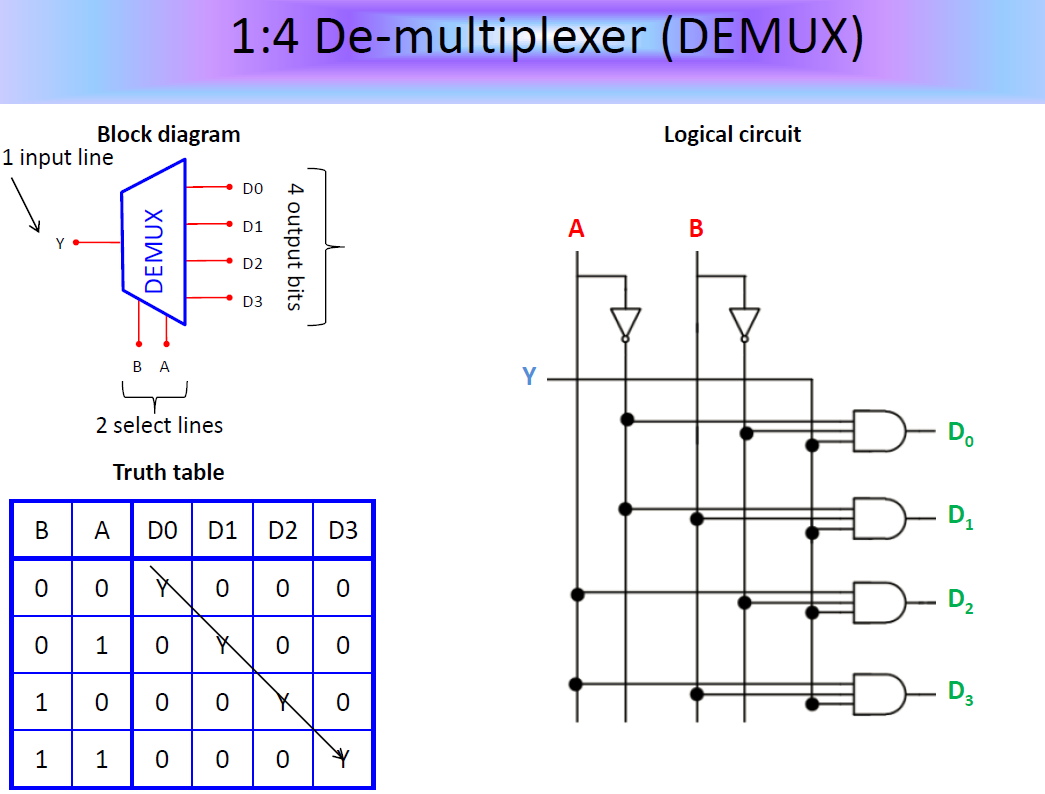 1:4 De-multiplexer (DEMUX)
Block diagram
1 input line
Y
DEMUX
D0
D1
D2
D3
4 output bits
B A
2 select lines
Truth table
B A D0 D1 D2 D3
0 0 Y 0 0 0
0 1 0 Y 0 0
1 0 0 0 Y 0
1 1 0 0 0 Y
Logical circuit
A B
Y
D₀
D₁
D₂
D₃